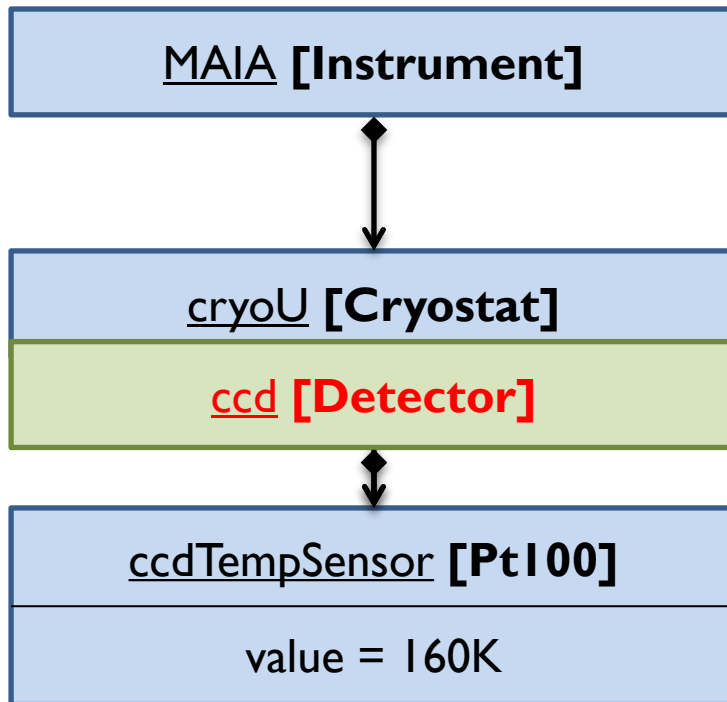 MAIA [Instrument]
cryoU [Cryostat]
ccd [Detector]
ccdTempSensor [Pt100]
value = 160K